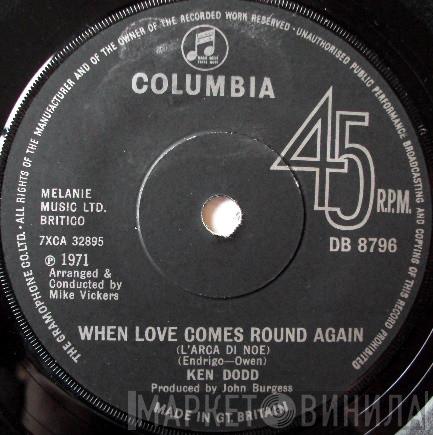 ALL RIGHTS OF THE MANUFACTURER AND OF THE OWNER OF THE RECORDED WORK RESERVED·UNAUTHORISED PUBLIC PERFORMANCE BROADCASTING AND COPYING OF THIS RECORD PROHIBITED
THE GRAMOPHONE CO. LTD.·
COLUMBIA
45
R.P.M.
MELANIE
MUSIC LTD.
BRITICO
DB 8796
7XCA 32895
℗ 1971
Arranged &
Conducted by
Mike Vickers
WHEN LOVE COMES ROUND AGAIN
(L'ARCA DI NOE)
(Endrigo—Owen)
KEN DODD
Produced by John Burgess
МАРКЕТ ВИНИЛА
MADE IN GT. BRITAIN